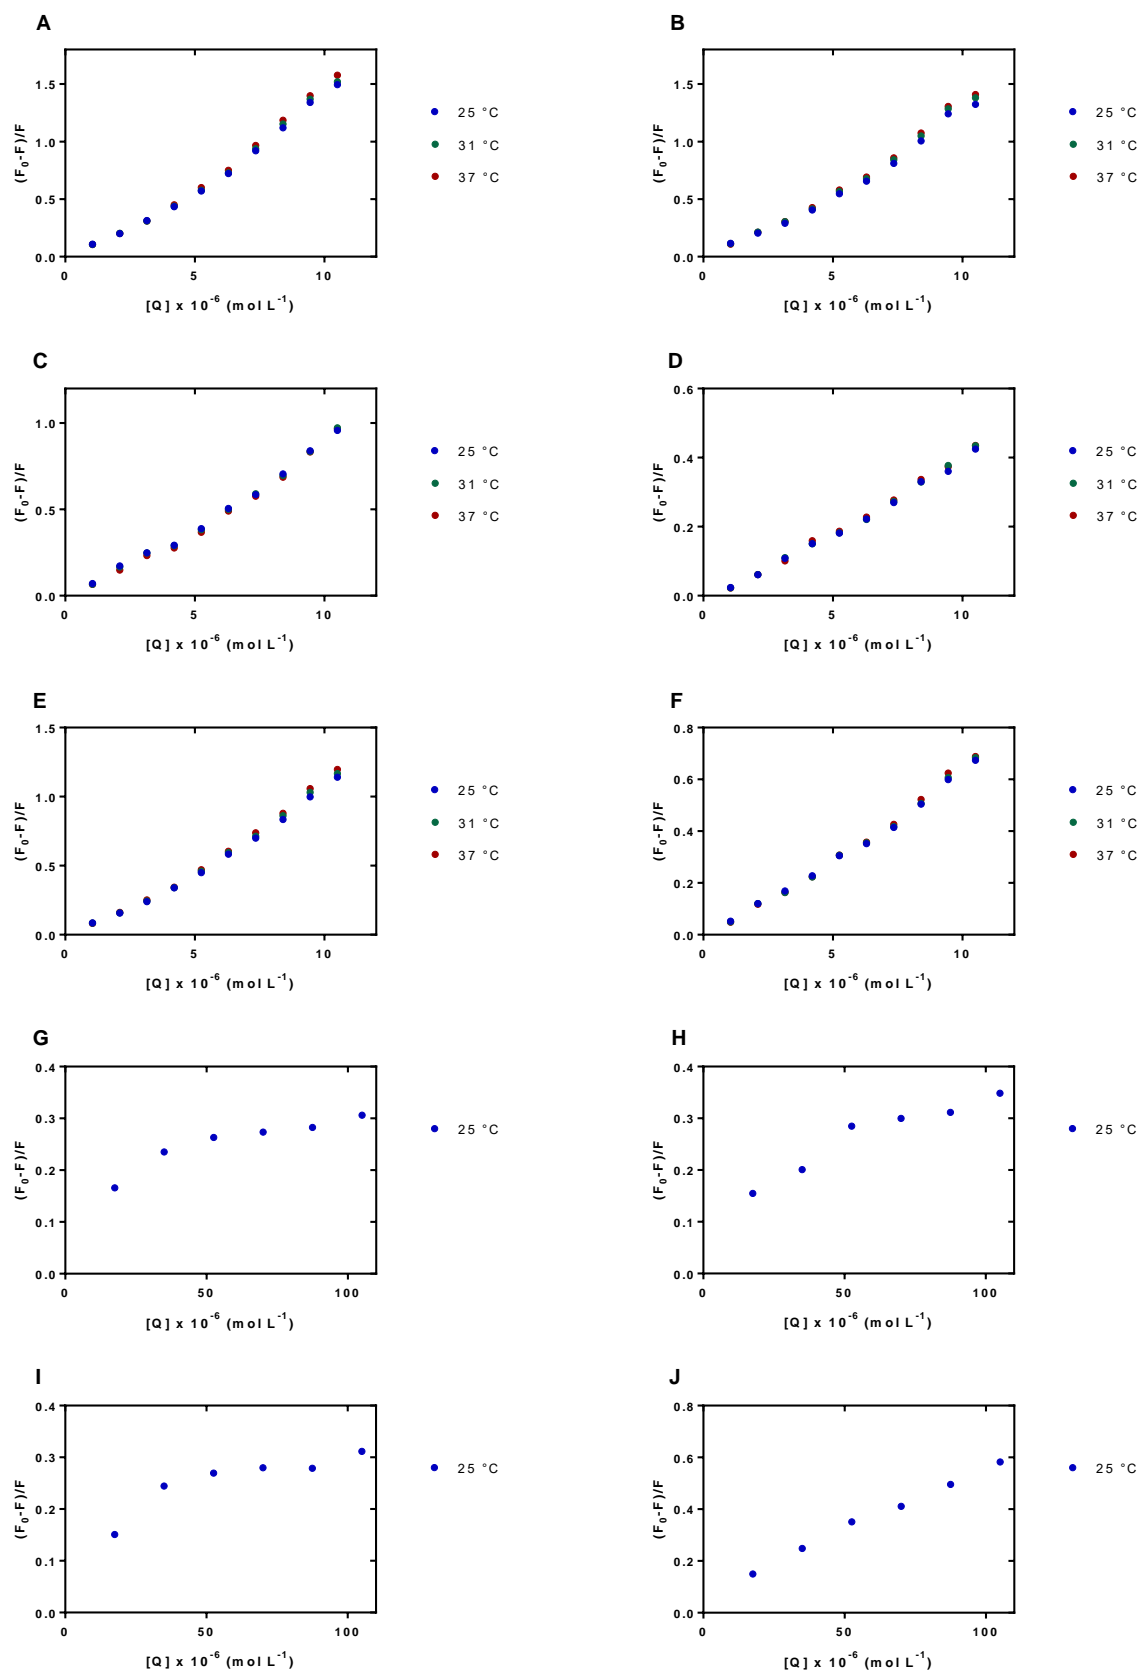 A
(F0-F)/F
1.5
1.0
0.5
0.0
0 5 10
[Q] x 10-6 (mol L-1)
25 °C
31 °C
37 °C
B
(F0-F)/F
1.5
1.0
0.5
0.0
0 5 10
[Q] x 10-6 (mol L-1)
25 °C
31 °C
37 °C
C
(F0-F)/F
1.0
0.5
0.0
0 5 10
[Q] x 10-6 (mol L-1)
25 °C
31 °C
37 °C
D
(F0-F)/F
0.6
0.4
0.2
0.0
0 5 10
[Q] x 10-6 (mol L-1)
25 °C
31 °C
37 °C
E
(F0-F)/F
1.5
1.0
0.5
0.0
0 5 10
[Q] x 10-6 (mol L-1)
25 °C
31 °C
37 °C
F
(F0-F)/F
0.8
0.6
0.4
0.2
0.0
0 5 10
[Q] x 10-6 (mol L-1)
25 °C
31 °C
37 °C
G
(F0-F)/F
0.4
0.3
0.2
0.1
0.0
0 50 100
[Q] x 10-6 (mol L-1)
25 °C
H
(F0-F)/F
0.4
0.3
0.2
0.1
0.0
0 50 100
[Q] x 10-6 (mol L-1)
25 °C
I
(F0-F)/F
0.4
0.3
0.2
0.1
0.0
0 50 100
[Q] x 10-6 (mol L-1)
25 °C
J
(F0-F)/F
0.8
0.6
0.4
0.2
0.0
0 50 100
[Q] x 10-6 (mol L-1)
25 °C